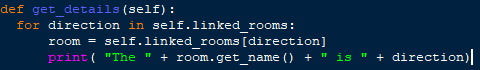 def get_details(self):
  for direction in self.linked_rooms:
      room = self.linked_rooms[direction]
      print( "The " + room.get_name() + " is " + direction)